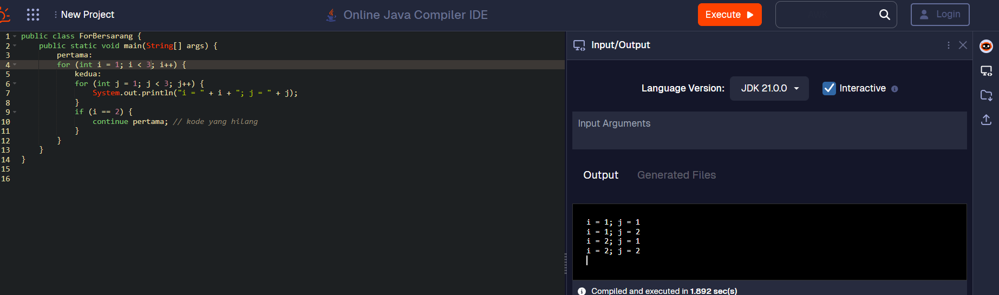 New Project
Online Java Compiler IDE
Execute
Login
1 public class ForBersarang {
2     public static void main(String[] args) {
3         pertama:
4         for (int i = 1; i < 3; i++) {
5             kedua:
6             for (int j = 1; j < 3; j++) {
7                 System.out.println("i = " + i + "; j = " + j);
8             }
9             if (i == 2) {
10                 continue pertama; // kode yang hilang
11             }
12         }
13     }
14 }
15
16
Input/Output
Language Version: JDK 21.0.0 Interactive
Input Arguments
Output Generated Files
i = 1; j = 1
i = 1; j = 2
i = 2; j = 1
i = 2; j = 2
Compiled and executed in 1.892 sec(s)